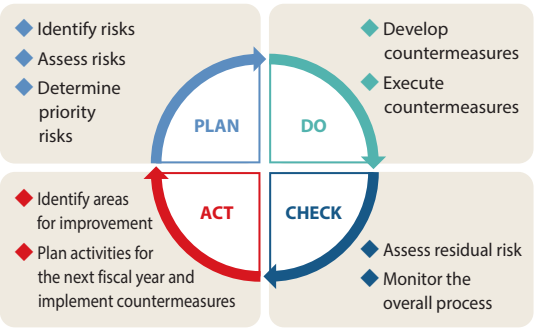 Identify risks
Assess risks
Determine
priority
risks
PLAN
Develop
countermeasures
Execute
countermeasures
DO
Identify areas
for improvement
Plan activities for
the next fiscal year and
implement countermeasures
ACT
CHECK
Assess residual risk
Monitor the
overall process